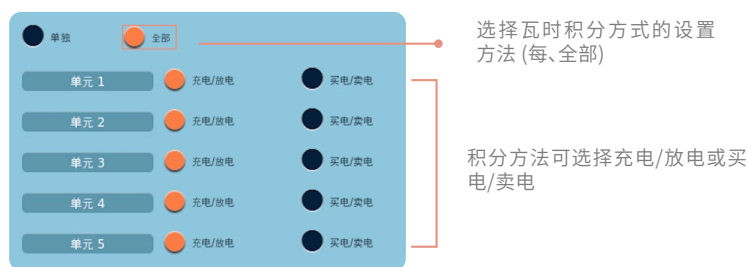 单独 全部
单元 1 充电/放电 买电/卖电
单元 2 充电/放电 买电/卖电
单元 3 充电/放电 买电/卖电
单元 4 充电/放电 买电/卖电
单元 5 充电/放电 买电/卖电
选择瓦时积分方式的设置
方法 (每、全部)
积分方法可选择充电/放电或买
电/卖电